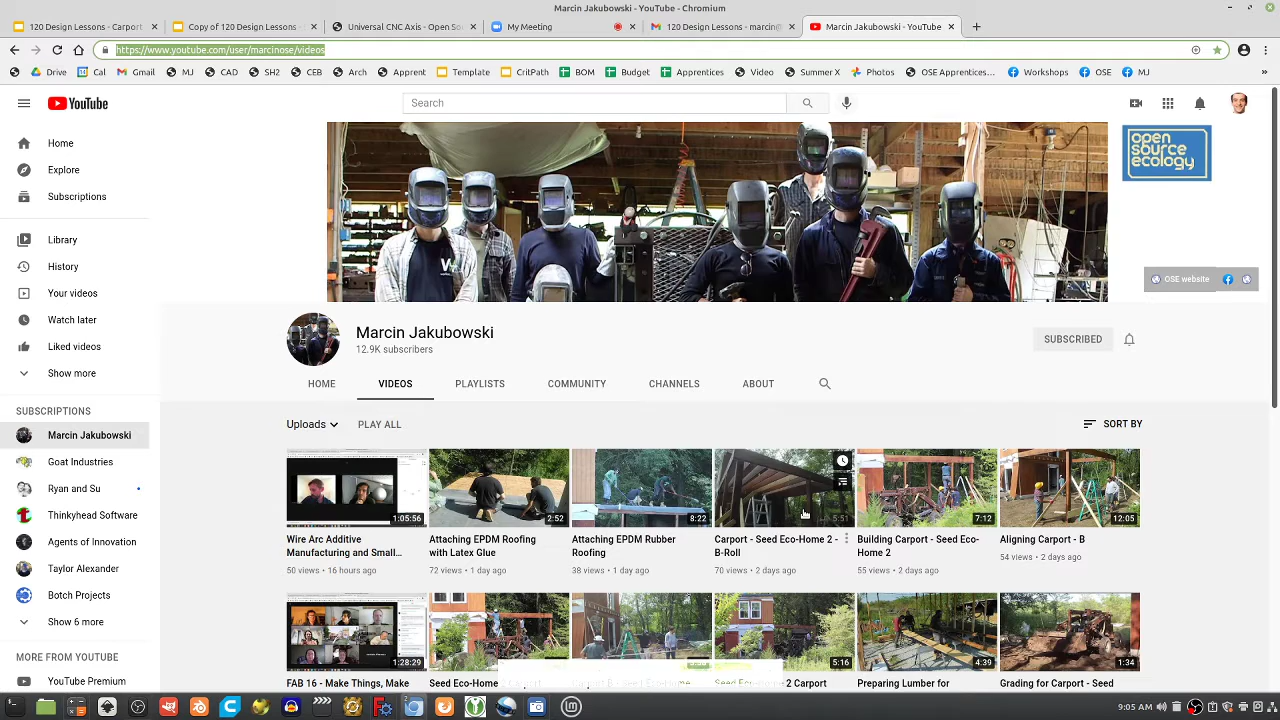 Marcin Jakubowski - YouTube - Chromium
120 Design Lessons - Carport
Copy of 120 Design Lessons -
Universal CNC Axis - Open So
My Meeting
120 Design Lessons - marcin@
Marcin Jakubowski - YouTube
https://www.youtube.com/user/marcinose/videos
Drive
Cal
Gmail
MJ
CAD
SH2
CEB
Arch
Apprent
Template
CritPath
BOM
Budget
Apprentices
Video
Summer X
Photos
OSE Apprentices...
Workshops
OSE
MJ
»
YouTube
Search
open
source
ecology
Home
Explore
Subscriptions
Library
History
Your videos
Watch later
Liked videos
Show more
OSE website
Marcin Jakubowski
12.9K subscribers
SUBSCRIBED
HOME
VIDEOS
PLAYLISTS
COMMUNITY
CHANNELS
ABOUT
SUBSCRIPTIONS
Marcin Jakubowski
Ryan and Su
Thinkyhead Software
Agents of Innovation
Taylor Alexander
Botch Projects
Show 6 more
MORE FROM YOUTUBE
YouTube Premium
Uploads
PLAY ALL
SORT BY
1:05:56
2:52
8:22
7:12
12:05
Wire Arc Additive
Manufacturing and Small...
50 views • 16 hours ago
Attaching EPDM Roofing
with Latex Glue
72 views • 1 day ago
Attaching EPDM Rubber
Roofing
38 views • 1 day ago
Carport - Seed Eco-Home 2 -
B-Roll
70 views • 2 days ago
Building Carport - Seed Eco-
Home 2
55 views • 2 days ago
Aligning Carport - B
54 views • 2 days ago
1:28:29
5:16
4:39
1:34
FAB 16 - Make Things, Make
Seed Eco-Home 2 Carport
Preparing Lumber for
Grading for Carport - Seed
9:05 AM